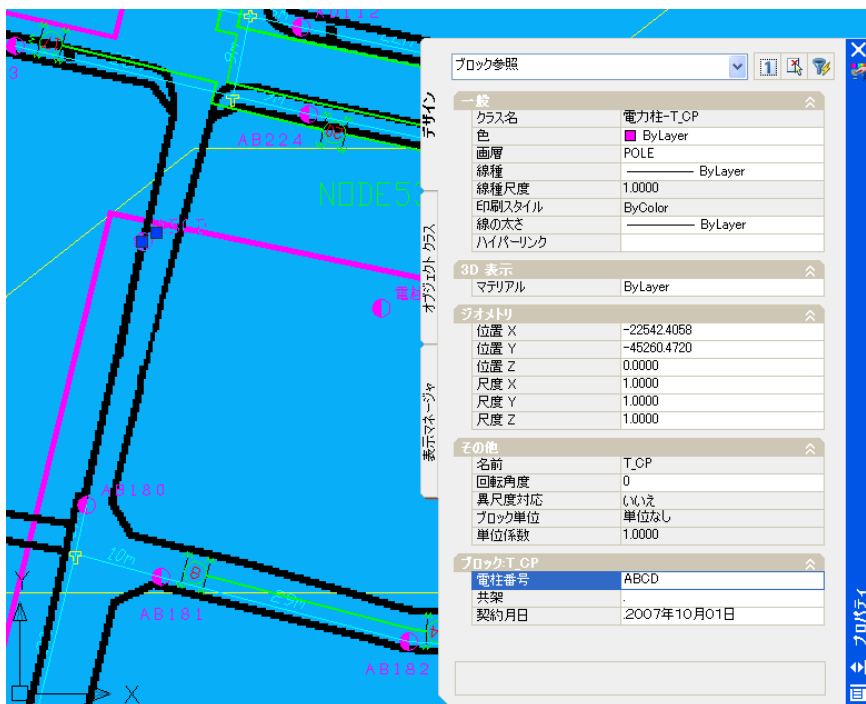 AB112
3
9m
AB224
20
NODE53
電柱
AB180
10m
8
25m
AB181
4
AB182
Y
X
デザイン
オブジェクト クラス
表示マネージャ
プロパティ
ブロック参照
一般
クラス名 電力柱-T_CP
色 ByLayer
画層 POLE
線種 ByLayer
線種尺度 1.0000
印刷スタイル ByColor
線の太さ ByLayer
ハイパーリンク
3D 表示
マテリアル ByLayer
ジオメトリ
位置 X -22542.4058
位置 Y -45260.4720
位置 Z 0.0000
尺度 X 1.0000
尺度 Y 1.0000
尺度 Z 1.0000
その他
名前 T_CP
回転角度 0
異尺度対応 いいえ
ブロック単位 単位なし
単位係数 1.0000
ブロック:T_CP
電柱番号 ABCD
共架 .
契約月日 .2007年10月01日